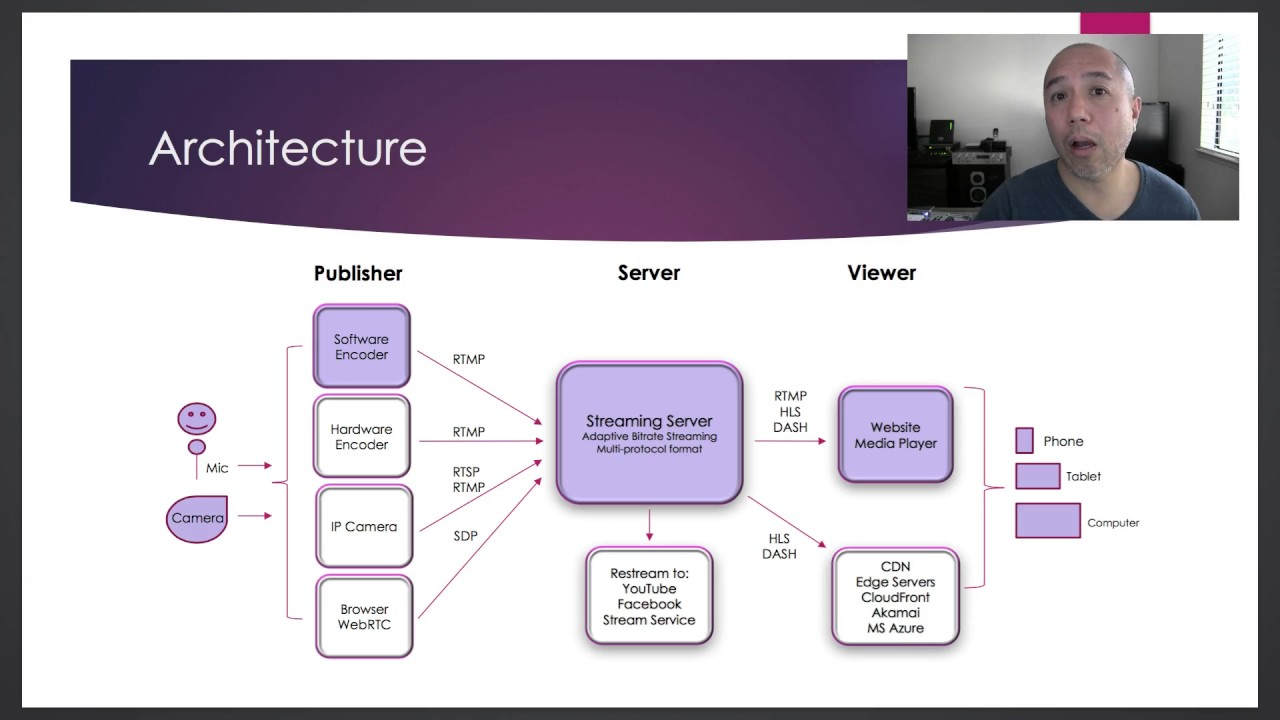 Architecture
Publisher
Server
Viewer
Software
Encoder
Hardware
Encoder
IP Camera
Browser
WebRTC
Mic
Camera
RTMP
RTMP
RTSP
RTMP
SDP
Streaming Server
Adaptive Bitrate Streaming
Multi-protocol format
Restream to:
YouTube
Facebook
Stream Service
RTMP
HLS
DASH
HLS
DASH
Website
Media Player
CDN
Edge Servers
CloudFront
Akamai
MS Azure
Phone
Tablet
Computer